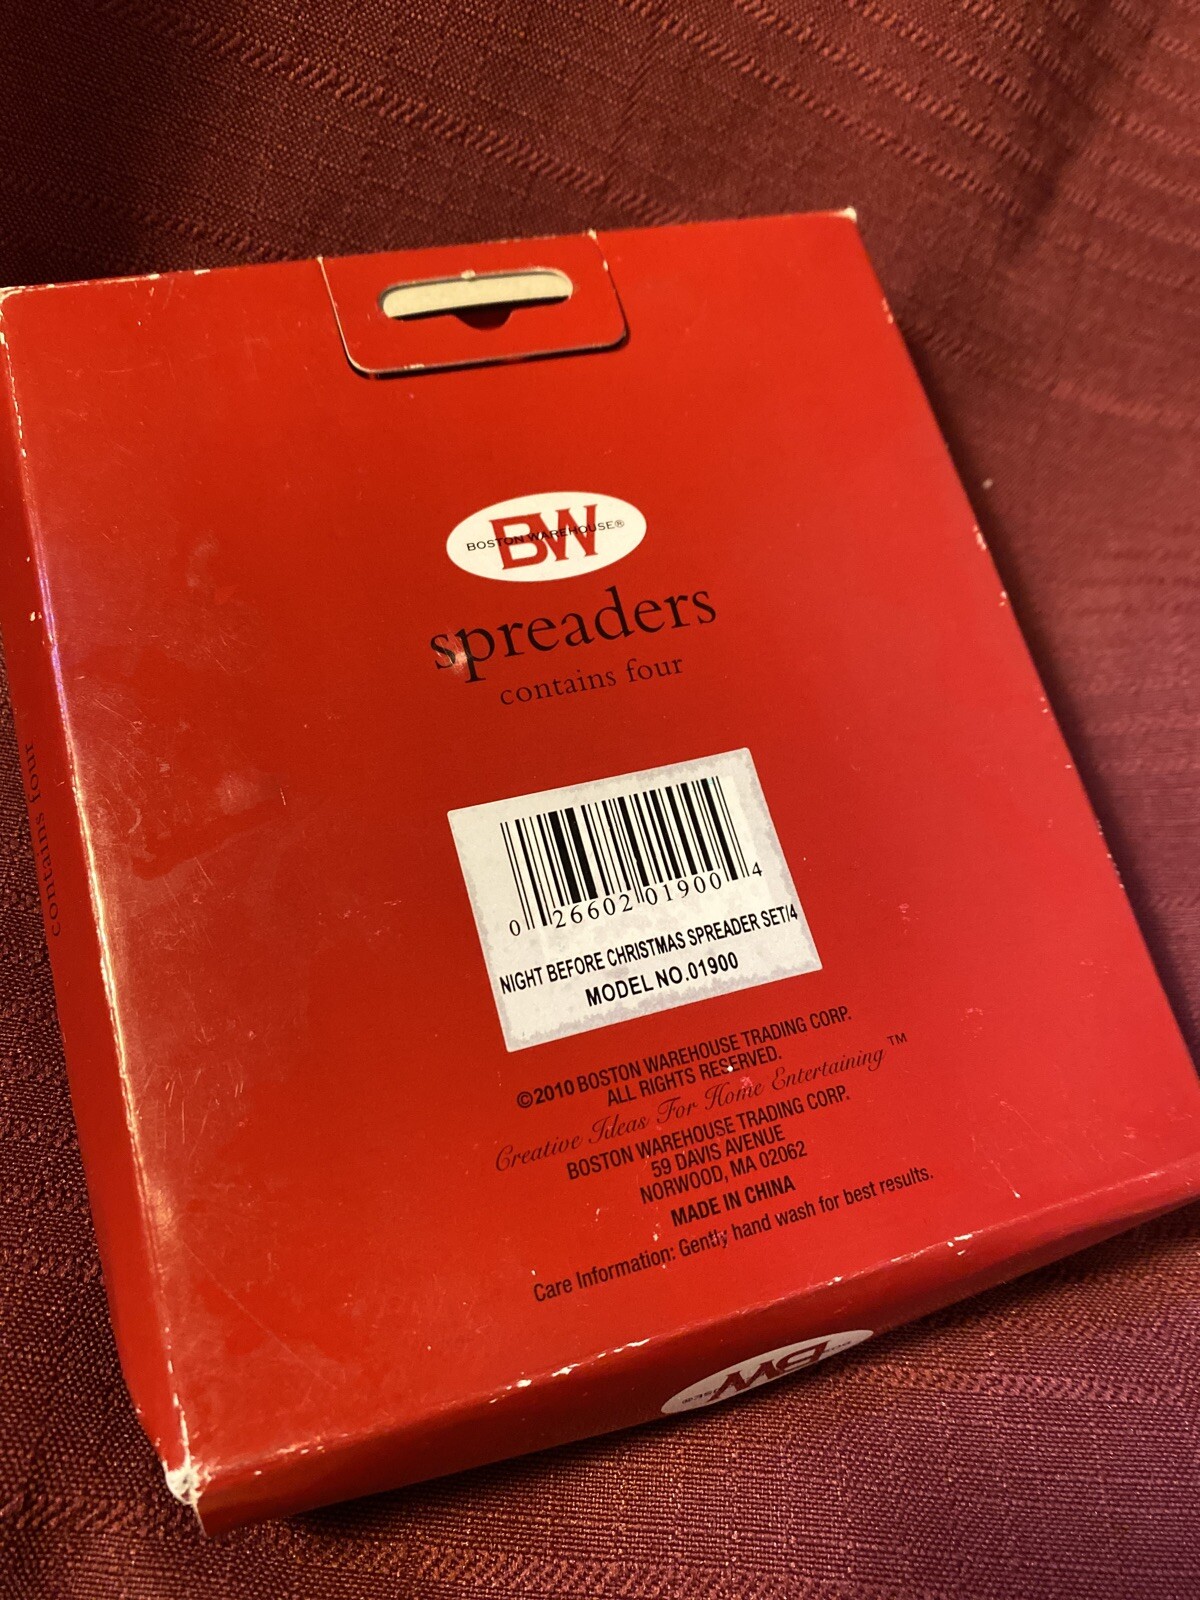 BW
BOSTON WAREHOUSE®
spreaders
contains four
0 26602 01900 4
NIGHT BEFORE CHRISTMAS SPREADER SET/4
MODEL NO.01900
©2010 BOSTON WAREHOUSE TRADING CORP.
ALL RIGHTS RESERVED.
Creative Ideas For Home Entertaining™
BOSTON WAREHOUSE TRADING CORP.
59 DAVIS AVENUE
NORWOOD, MA 02062
MADE IN CHINA
Care Information: Gently hand wash for best results.
contains four
BW